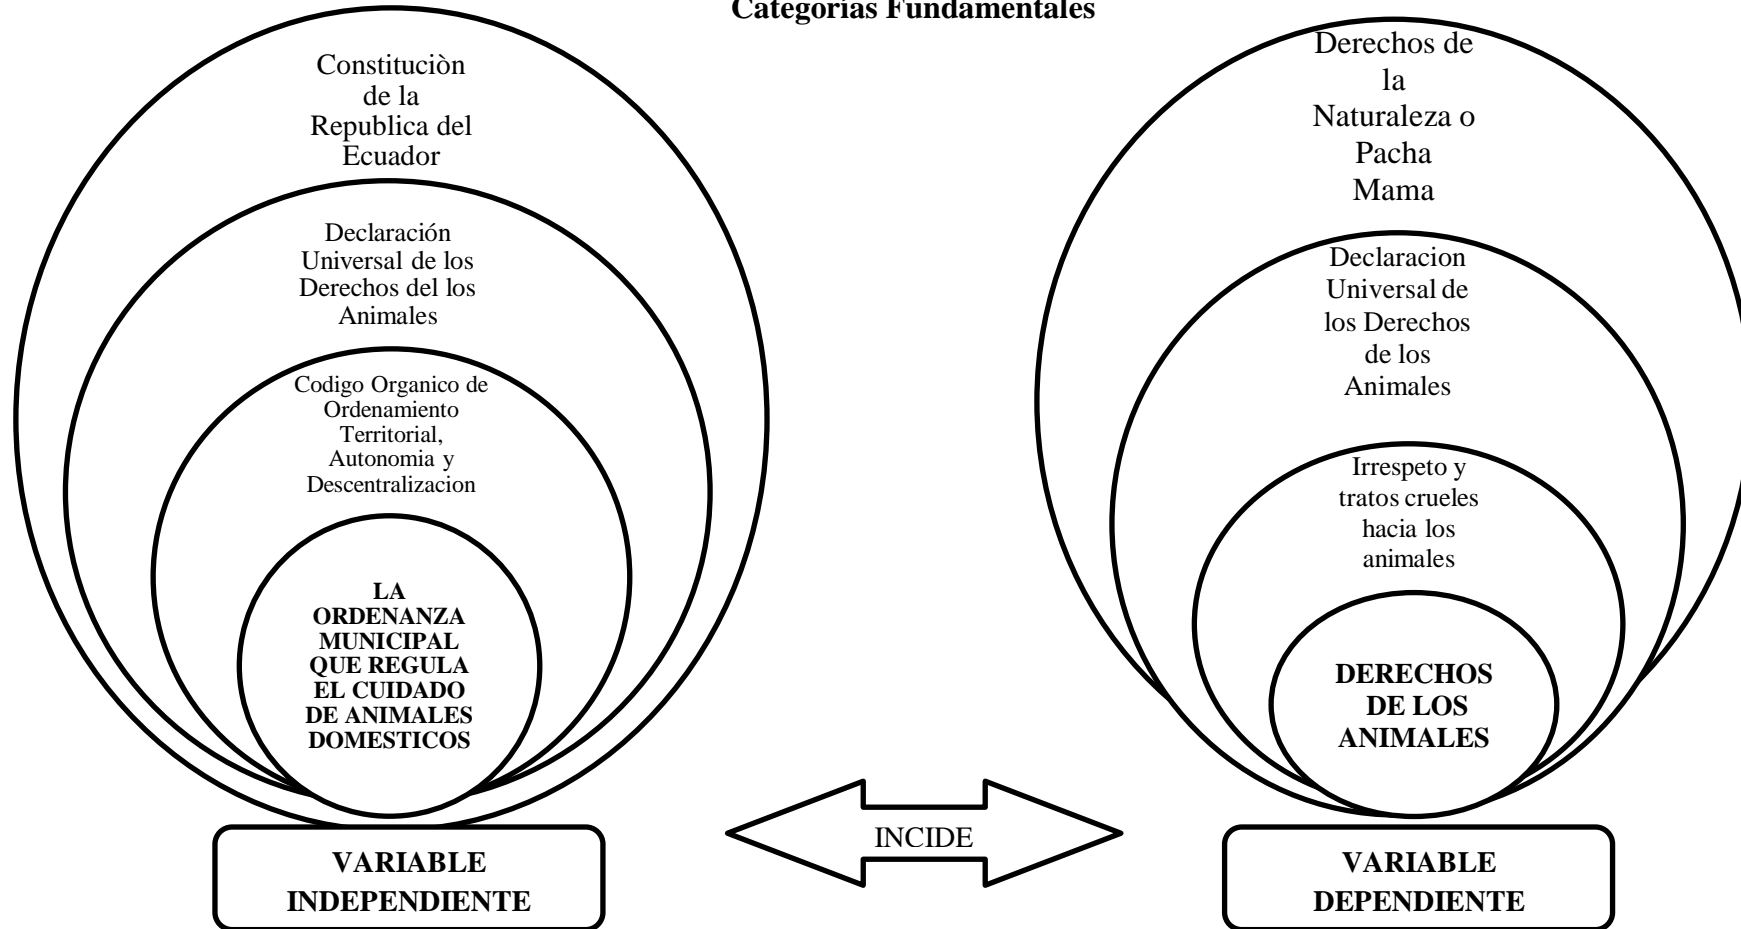 Categorías Fundamentales
Constituciòn
de la
Republica del
Ecuador
Declaración
Universal de los
Derechos del los
Animales
Codigo Organico de
Ordenamiento
Territorial,
Autonomia y
Descentralizacion
LA
ORDENANZA
MUNICIPAL
QUE REGULA
EL CUIDADO
DE ANIMALES
DOMESTICOS
VARIABLE
INDEPENDIENTE
INCIDE
Derechos de
la
Naturaleza o
Pacha
Mama
Declaracion
Universal de
los Derechos
de los
Animales
Irrespeto y
tratos crueles
hacia los
animales
DERECHOS
DE LOS
ANIMALES
VARIABLE
DEPENDIENTE